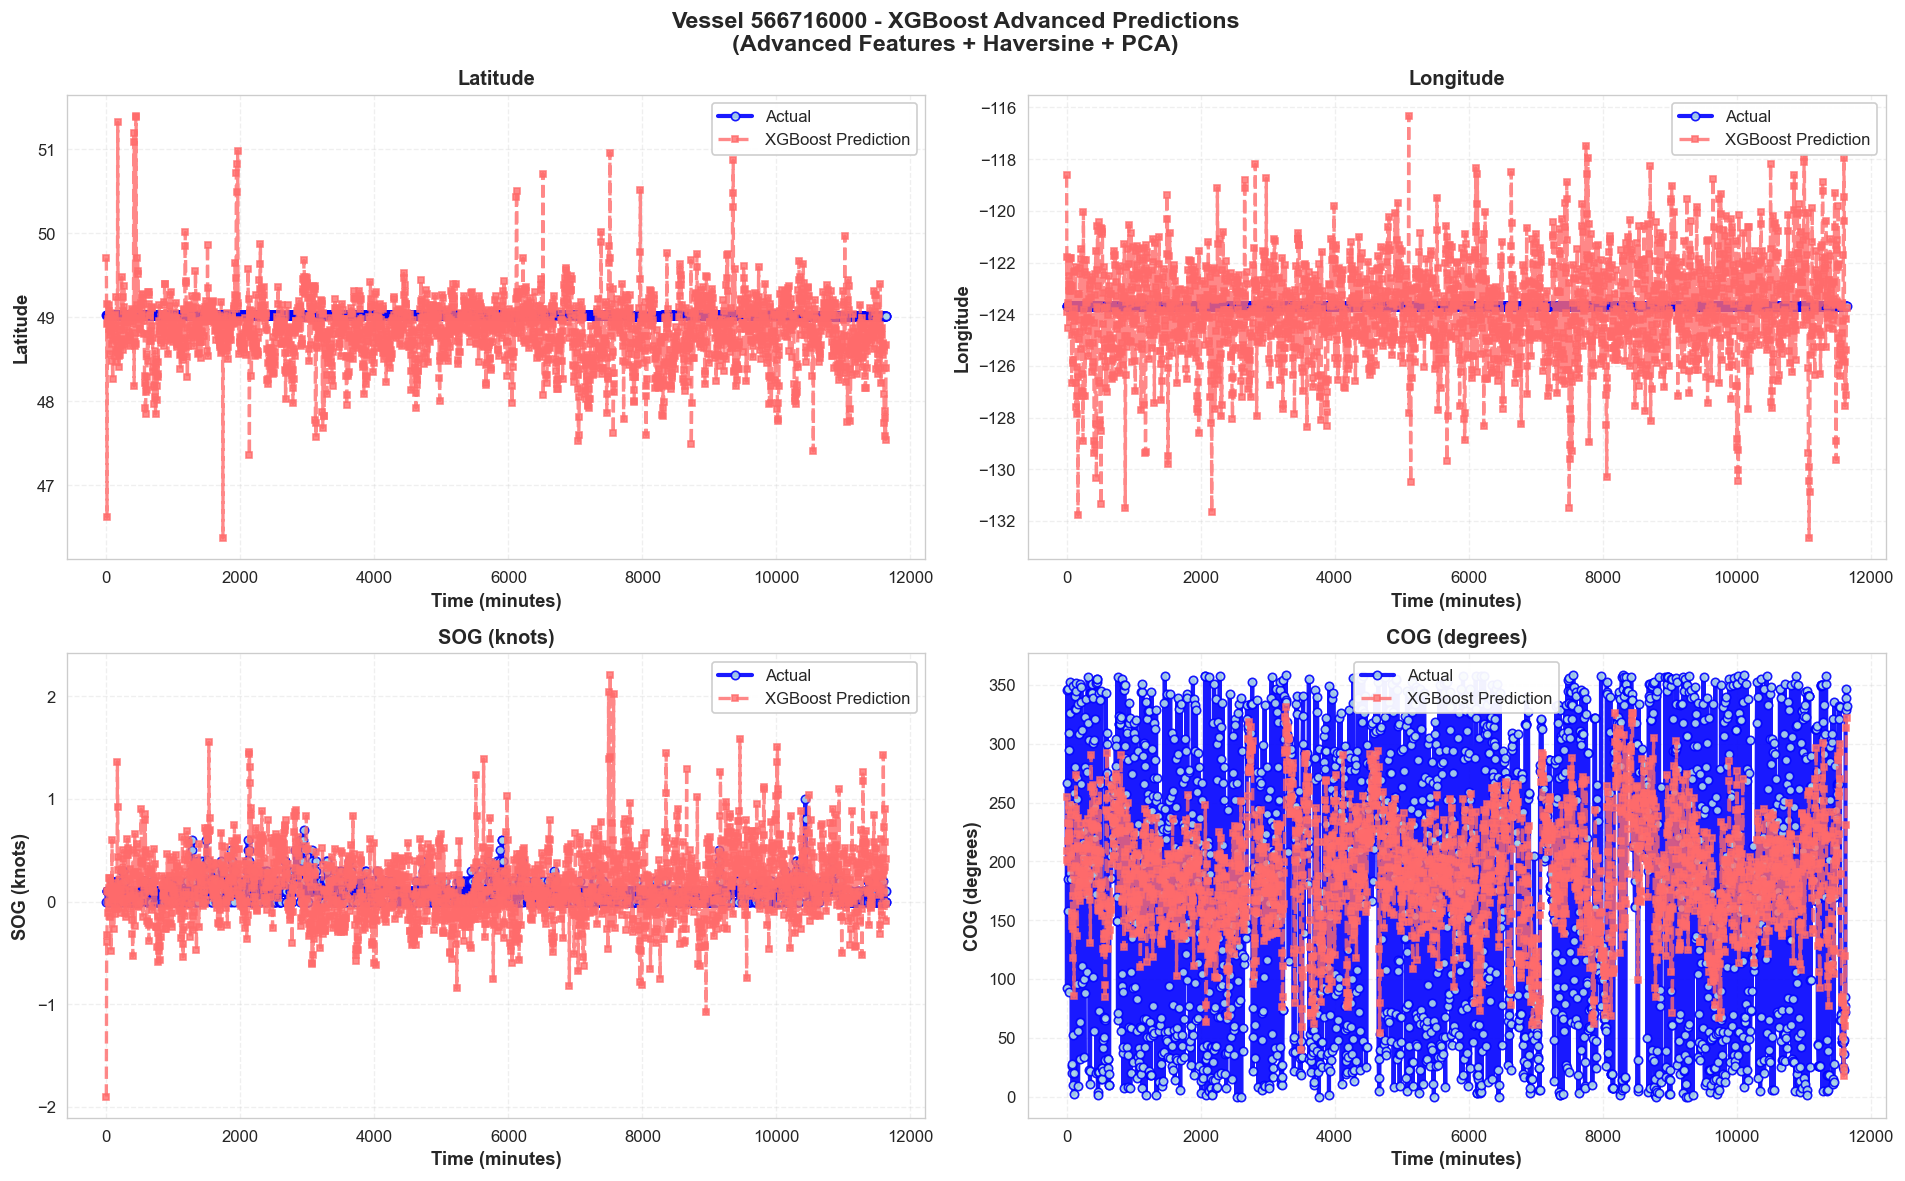 Vessel 566716000 - XGBoost Advanced Predictions
(Advanced Features + Haversine + PCA)
Latitude
Actual
XGBoost Prediction
51
50
49
48
47
Latitude
0 2000 4000 6000 8000 10000 12000
Time (minutes)
Longitude
Actual
XGBoost Prediction
−116
−118
−120
−122
−124
−126
−128
−130
−132
Longitude
0 2000 4000 6000 8000 10000 12000
Time (minutes)
SOG (knots)
Actual
XGBoost Prediction
2
1
0
−1
−2
SOG (knots)
0 2000 4000 6000 8000 10000 12000
Time (minutes)
COG (degrees)
Actual
XGBoost Prediction
350
300
250
200
150
100
50
0
COG (degrees)
0 2000 4000 6000 8000 10000 12000
Time (minutes)